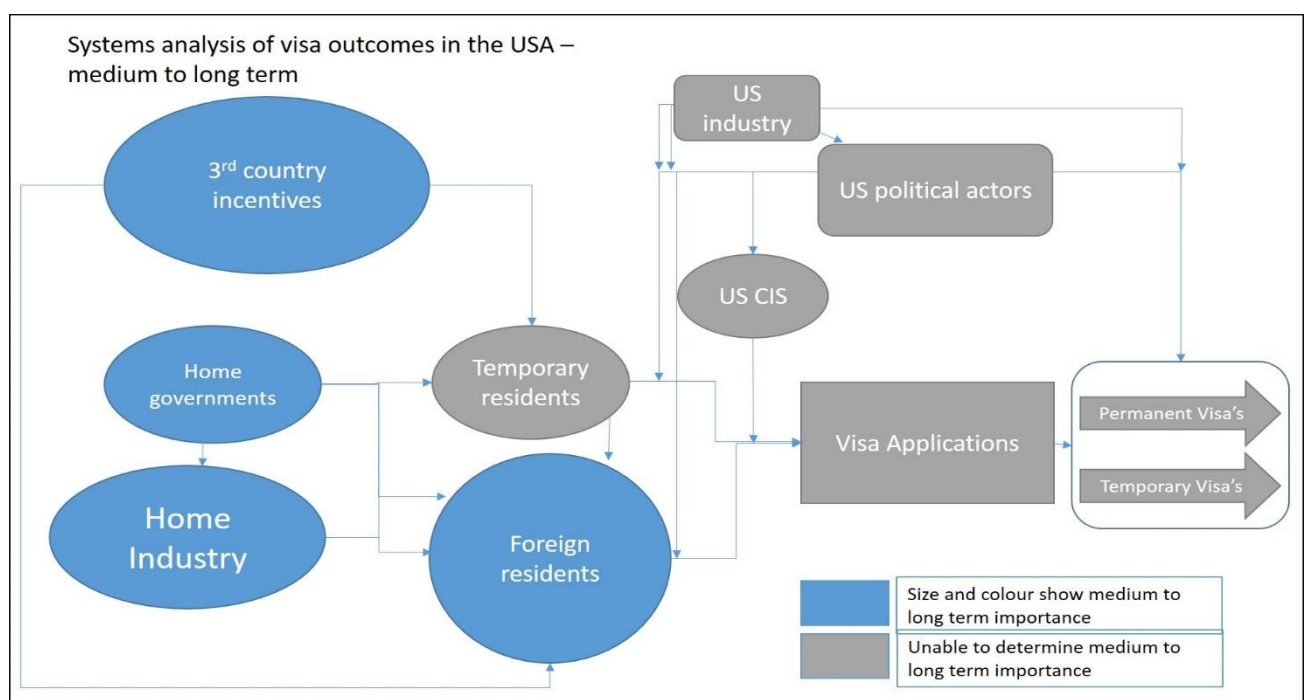 Systems analysis of visa outcomes in the USA –
medium to long term
US
industry
3rd country
incentives
US political actors
US CIS
Home
governments
Temporary
residents
Permanent Visa's
Visa Applications
Temporary Visa's
Home
Industry
Foreign
residents
Size and colour show medium to
long term importance
Unable to determine medium to
long term importance